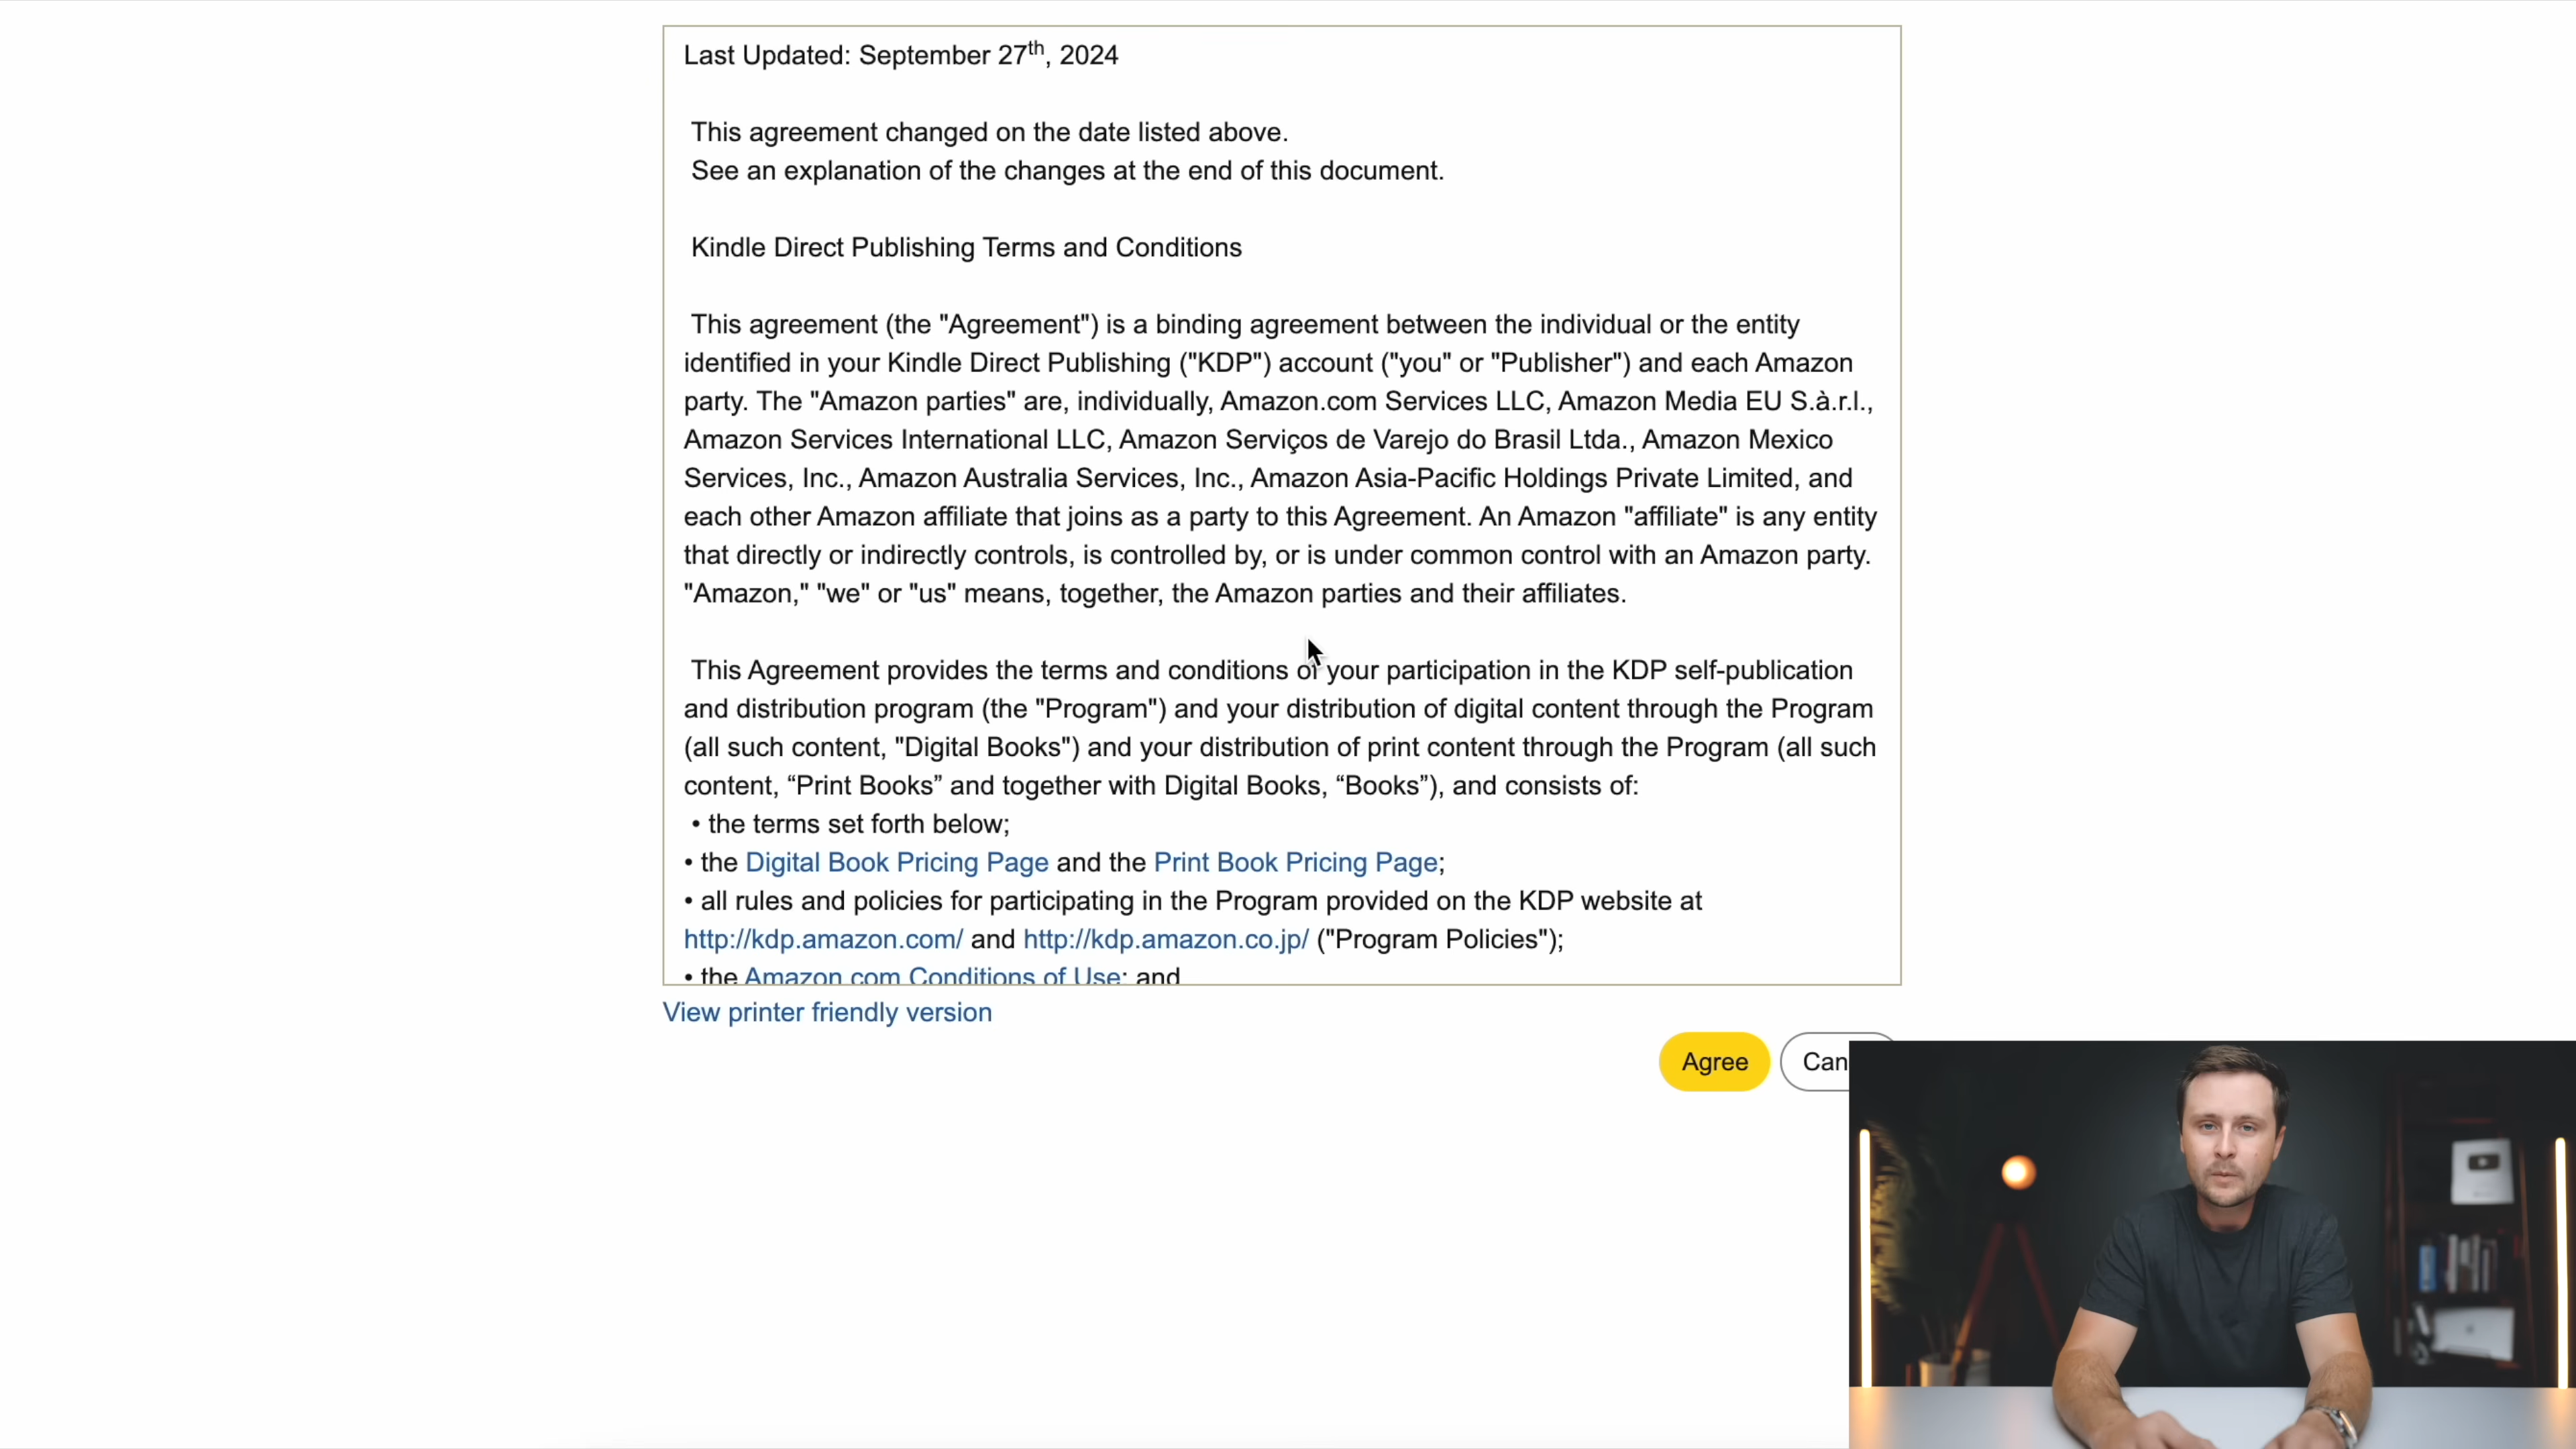 Last Updated: September 27th, 2024
This agreement changed on the date listed above.
See an explanation of the changes at the end of this document.
Kindle Direct Publishing Terms and Conditions
This agreement (the "Agreement") is a binding agreement between the individual or the entity
identified in your Kindle Direct Publishing ("KDP") account ("you" or "Publisher") and each Amazon
party. The "Amazon parties" are, individually, Amazon.com Services LLC, Amazon Media EU S.à.r.l.,
Amazon Services International LLC, Amazon Serviços de Varejo do Brasil Ltda., Amazon Mexico
Services, Inc., Amazon Australia Services, Inc., Amazon Asia-Pacific Holdings Private Limited, and
each other Amazon affiliate that joins as a party to this Agreement. An Amazon "affiliate" is any entity
that directly or indirectly controls, is controlled by, or is under common control with an Amazon party.
"Amazon," "we" or "us" means, together, the Amazon parties and their affiliates.
This Agreement provides the terms and conditions of your participation in the KDP self-publication
and distribution program (the "Program") and your distribution of digital content through the Program
(all such content, "Digital Books") and your distribution of print content through the Program (all such
content, “Print Books” and together with Digital Books, “Books”), and consists of:
• the terms set forth below;
• the Digital Book Pricing Page and the Print Book Pricing Page;
• all rules and policies for participating in the Program provided on the KDP website at
http://kdp.amazon.com/ and http://kdp.amazon.co.jp/ ("Program Policies");
• the Amazon.com Conditions of Use; and
View printer friendly version
Agree
Can